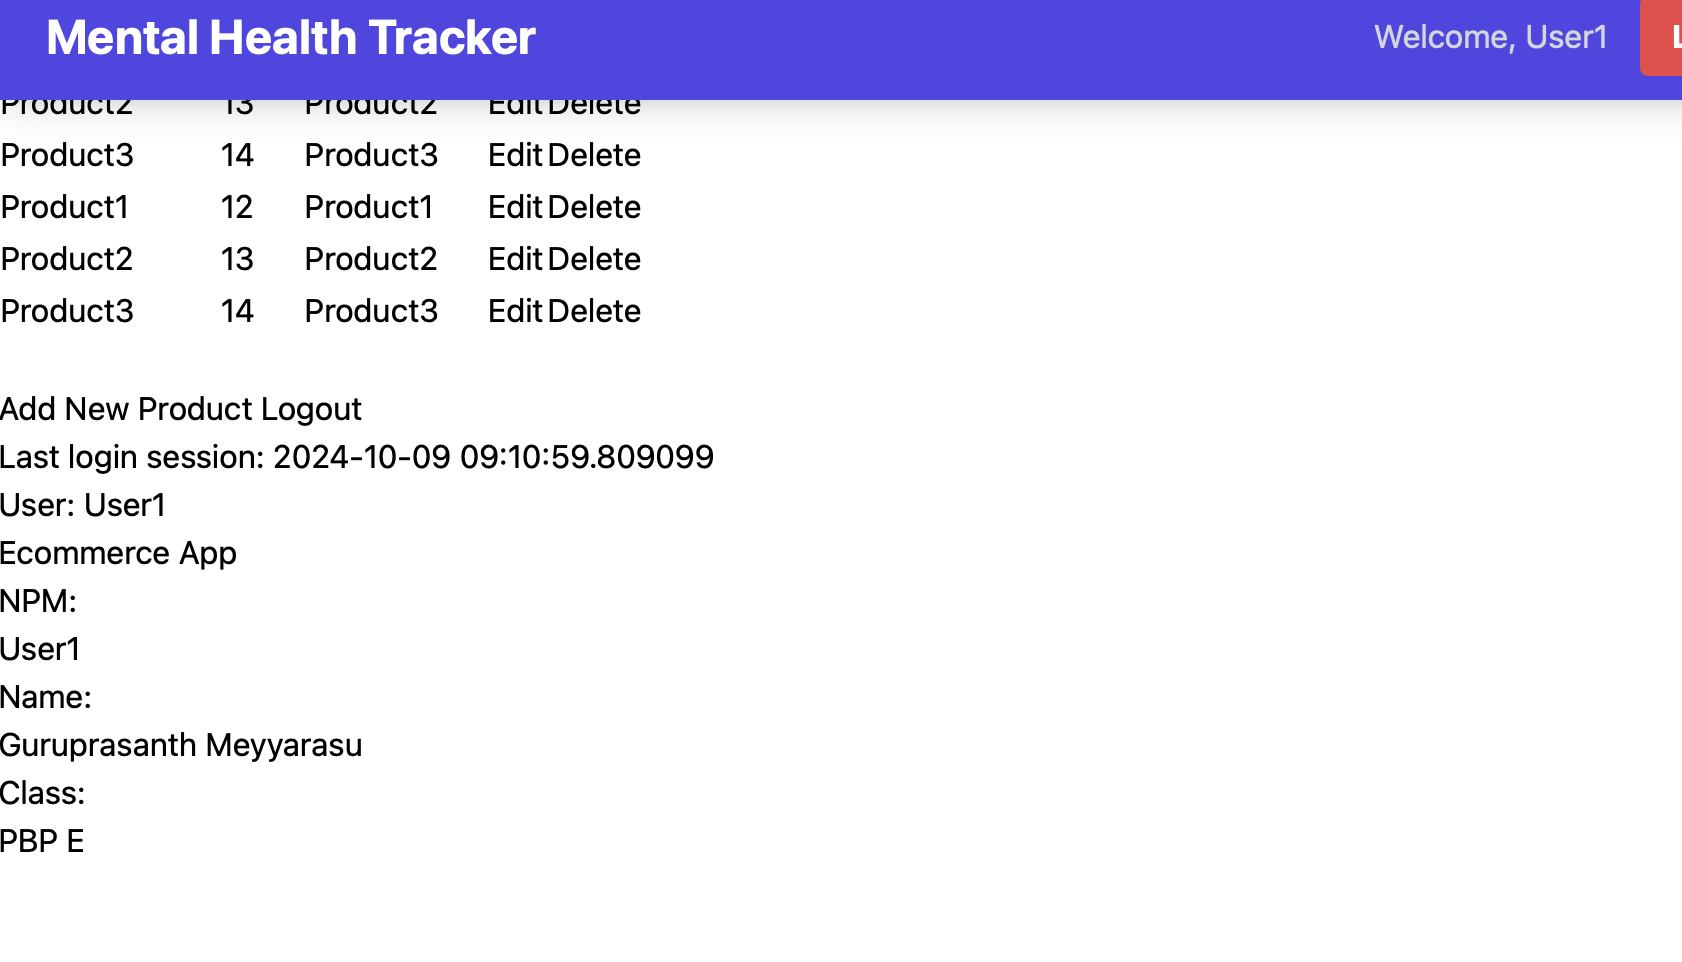 Mental Health Tracker Welcome, User1
Product2 13 Product2 Edit Delete
Product3 14 Product3 Edit Delete
Product1 12 Product1 Edit Delete
Product2 13 Product2 Edit Delete
Product3 14 Product3 Edit Delete
Add New Product Logout
Last login session: 2024-10-09 09:10:59.809099
User: User1
Ecommerce App
NPM:
User1
Name:
Guruprasanth Meyyarasu
Class:
PBP E